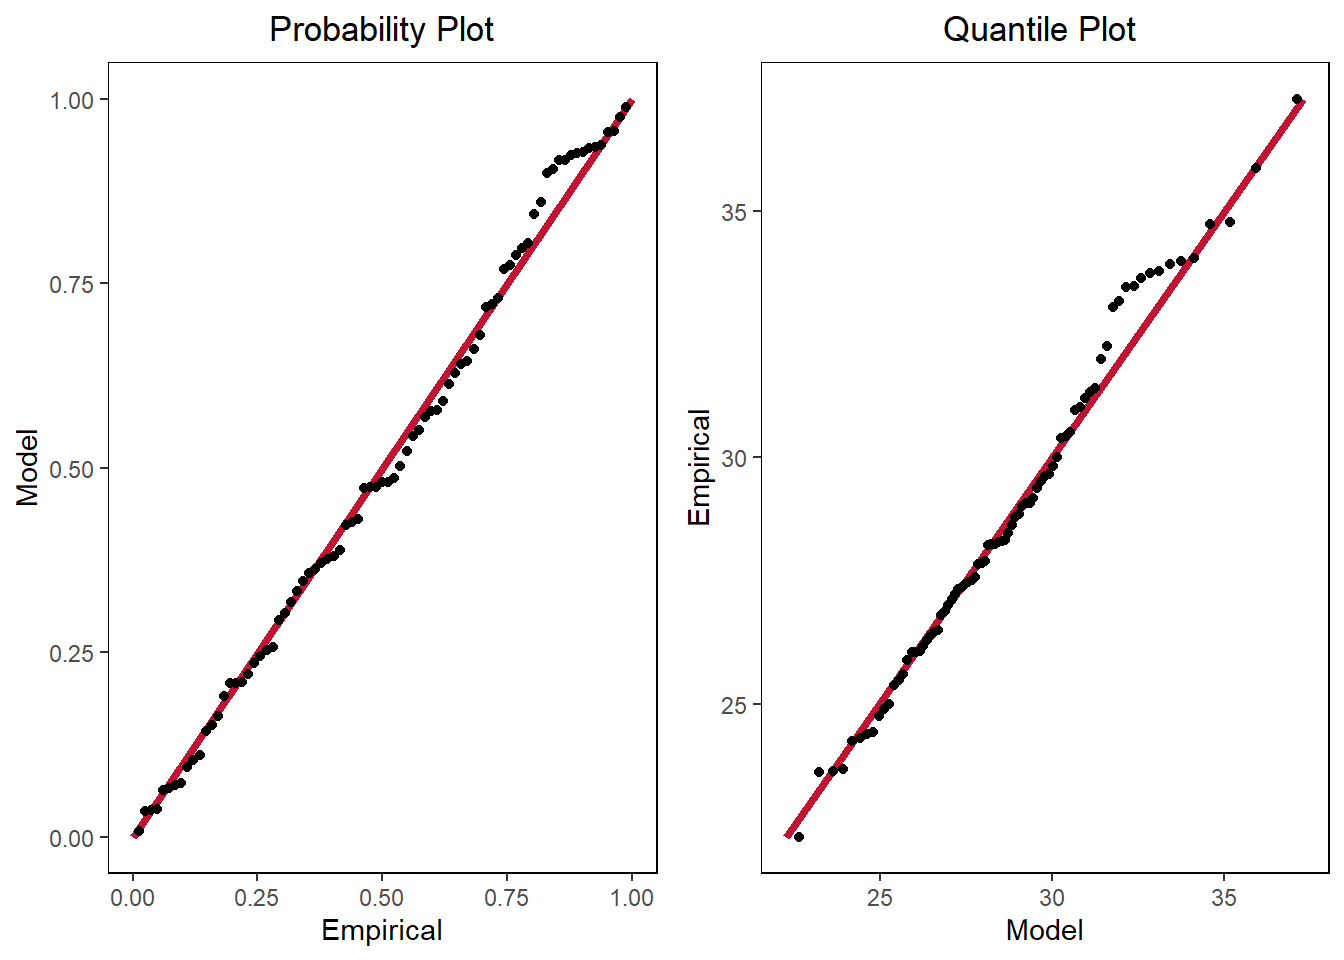 Probability Plot
1.00
0.75
0.50
0.25
0.00
Model
0.00 0.25 0.50 0.75 1.00
Empirical
Quantile Plot
35
30
25
Empirical
25 30 35
Model